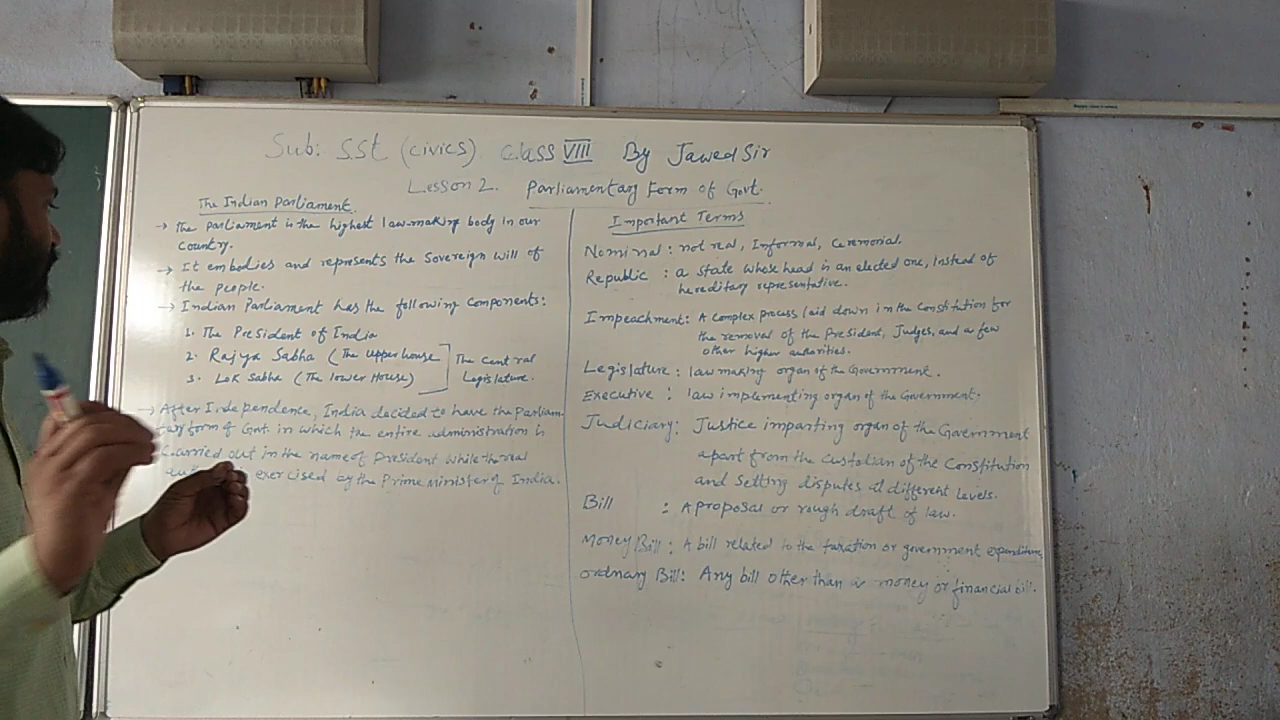 Sub: S.St (civics) Class VIII By Jawed Sir
Lesson 2. Parliamentary Form of Govt.
The Indian Parliament
→ The parliament is the highest law-making body in our
country.
→ It embodies and represents the Sovereign will of
the people.
→ Indian Parliament has the following components:
1. The President of India
2. Rajya Sabha (The upper house
3. Lok Sabha (The lower House)
The Central
Legislature.
→ After Independence, India decided to have the Parliam-
tary form of Govt. in which the entire administration is
carried out in the name of President while the real
exercised by the Prime Minister of India.
Important Terms
Nominal: not real, Informal, Ceremorial.
Republic : a state whose head is an elected one, Instead of
hereditary representative.
Impeachment: A complex process laid down in the Constitution for
the removal of the President, Judges, and a few
other higher authorities.
Legislature: law making organ of the Government.
Executive : law implementing organ of the Government.
Judiciary: Justice imparting organ of the Government
apart from the custodian of the Constitution
and Setting disputes at different levels.
Bill : A proposal or rough draft of law.
Money Bill: A bill related to the taxation or government expenditure,
ordnary Bill: Any bill other than a money or financial bill.